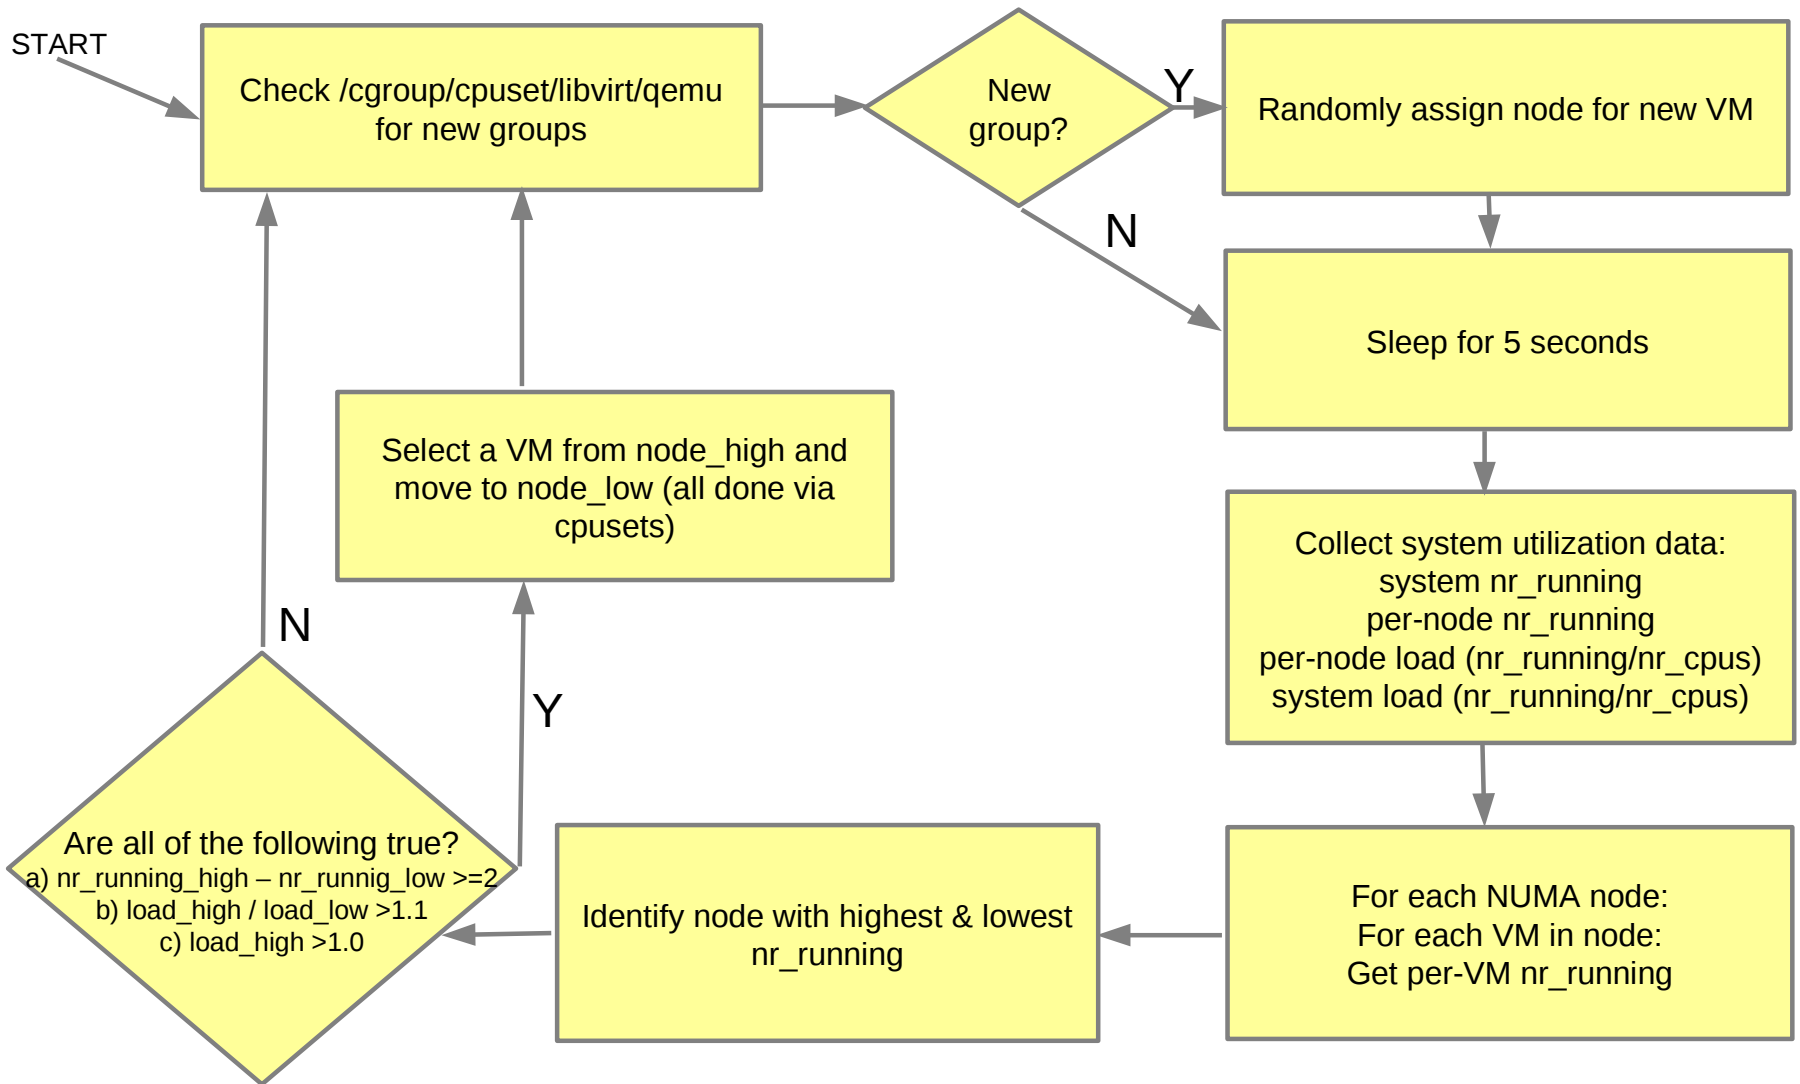 START
Check /cgroup/cpuset/libvirt/qemu
for new groups
New
group?
Y
Randomly assign node for new VM
N
Sleep for 5 seconds
Collect system utilization data:
system nr_running
per-node nr_running
per-node load (nr_running/nr_cpus)
system load (nr_running/nr_cpus)
For each NUMA node:
For each VM in node:
Get per-VM nr_running
Identify node with highest & lowest
nr_running
Are all of the following true?
a) nr_running_high – nr_runnig_low >=2
b) load_high / load_low >1.1
c) load_high >1.0
N
Y
Select a VM from node_high and
move to node_low (all done via
cpusets)